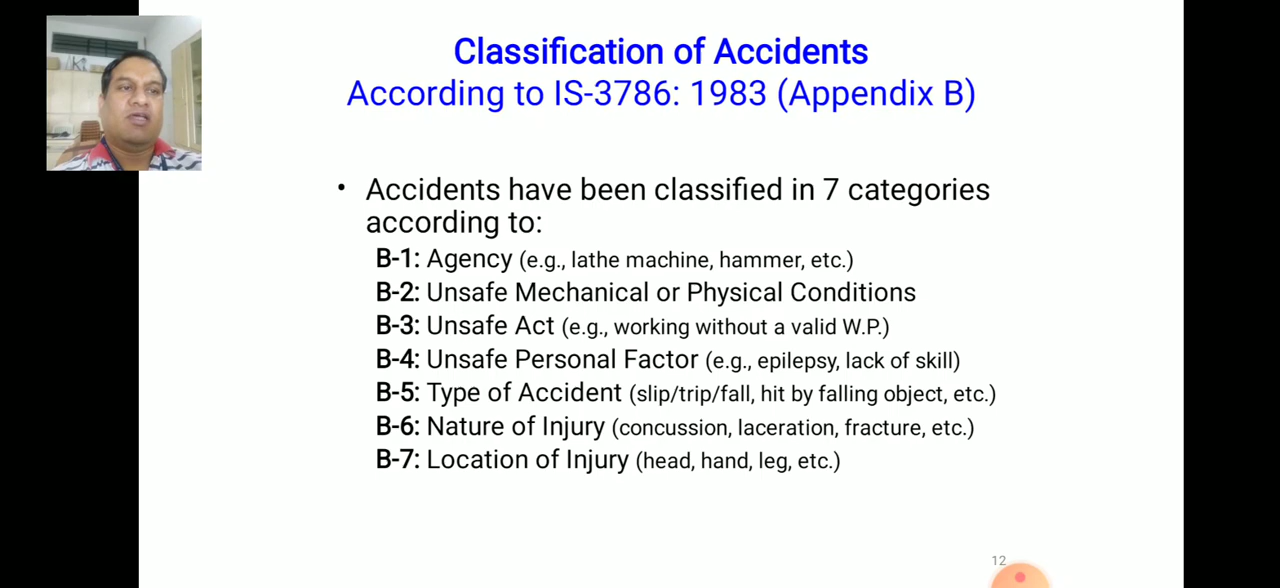 Classification of Accidents
According to IS-3786: 1983 (Appendix B)
• Accidents have been classified in 7 categories
according to:
B-1: Agency (e.g., lathe machine, hammer, etc.)
B-2: Unsafe Mechanical or Physical Conditions
B-3: Unsafe Act (e.g., working without a valid W.P.)
B-4: Unsafe Personal Factor (e.g., epilepsy, lack of skill)
B-5: Type of Accident (slip/trip/fall, hit by falling object, etc.)
B-6: Nature of Injury (concussion, laceration, fracture, etc.)
B-7: Location of Injury (head, hand, leg, etc.)
12